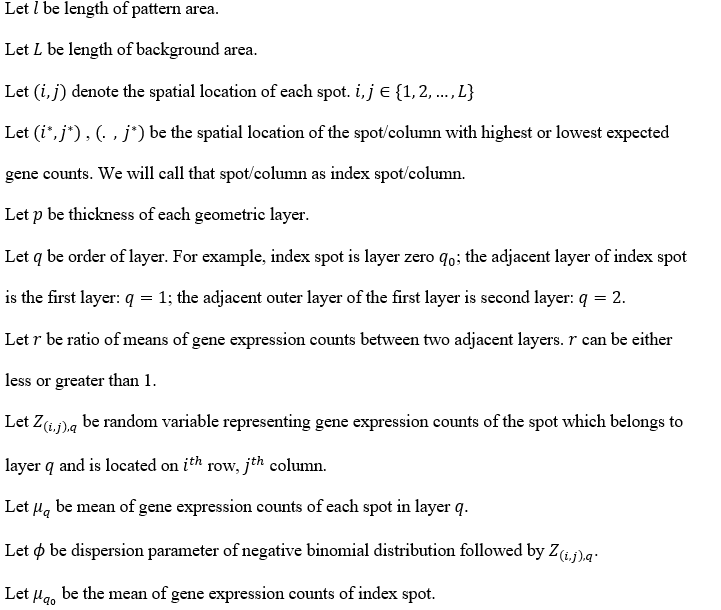 Let l be length of pattern area.
Let L be length of background area.
Let (i, j) denote the spatial location of each spot. i, j ∈ {1, 2, … , L}
Let (i*, j*) , (. , j*) be the spatial location of the spot/column with highest or lowest expected
gene counts. We will call that spot/column as index spot/column.
Let p be thickness of each geometric layer.
Let q be order of layer. For example, index spot is layer zero q₀; the adjacent layer of index spot
is the first layer: q = 1; the adjacent outer layer of the first layer is second layer: q = 2.
Let r be ratio of means of gene expression counts between two adjacent layers. r can be either
less or greater than 1.
Let Z_{(i,j),q} be random variable representing gene expression counts of the spot which belongs to
layer q and is located on i^{th} row, j^{th} column.
Let μ_q be mean of gene expression counts of each spot in layer q.
Let ϕ be dispersion parameter of negative binomial distribution followed by Z_{(i,j),q}.
Let μ_{q₀} be the mean of gene expression counts of index spot.